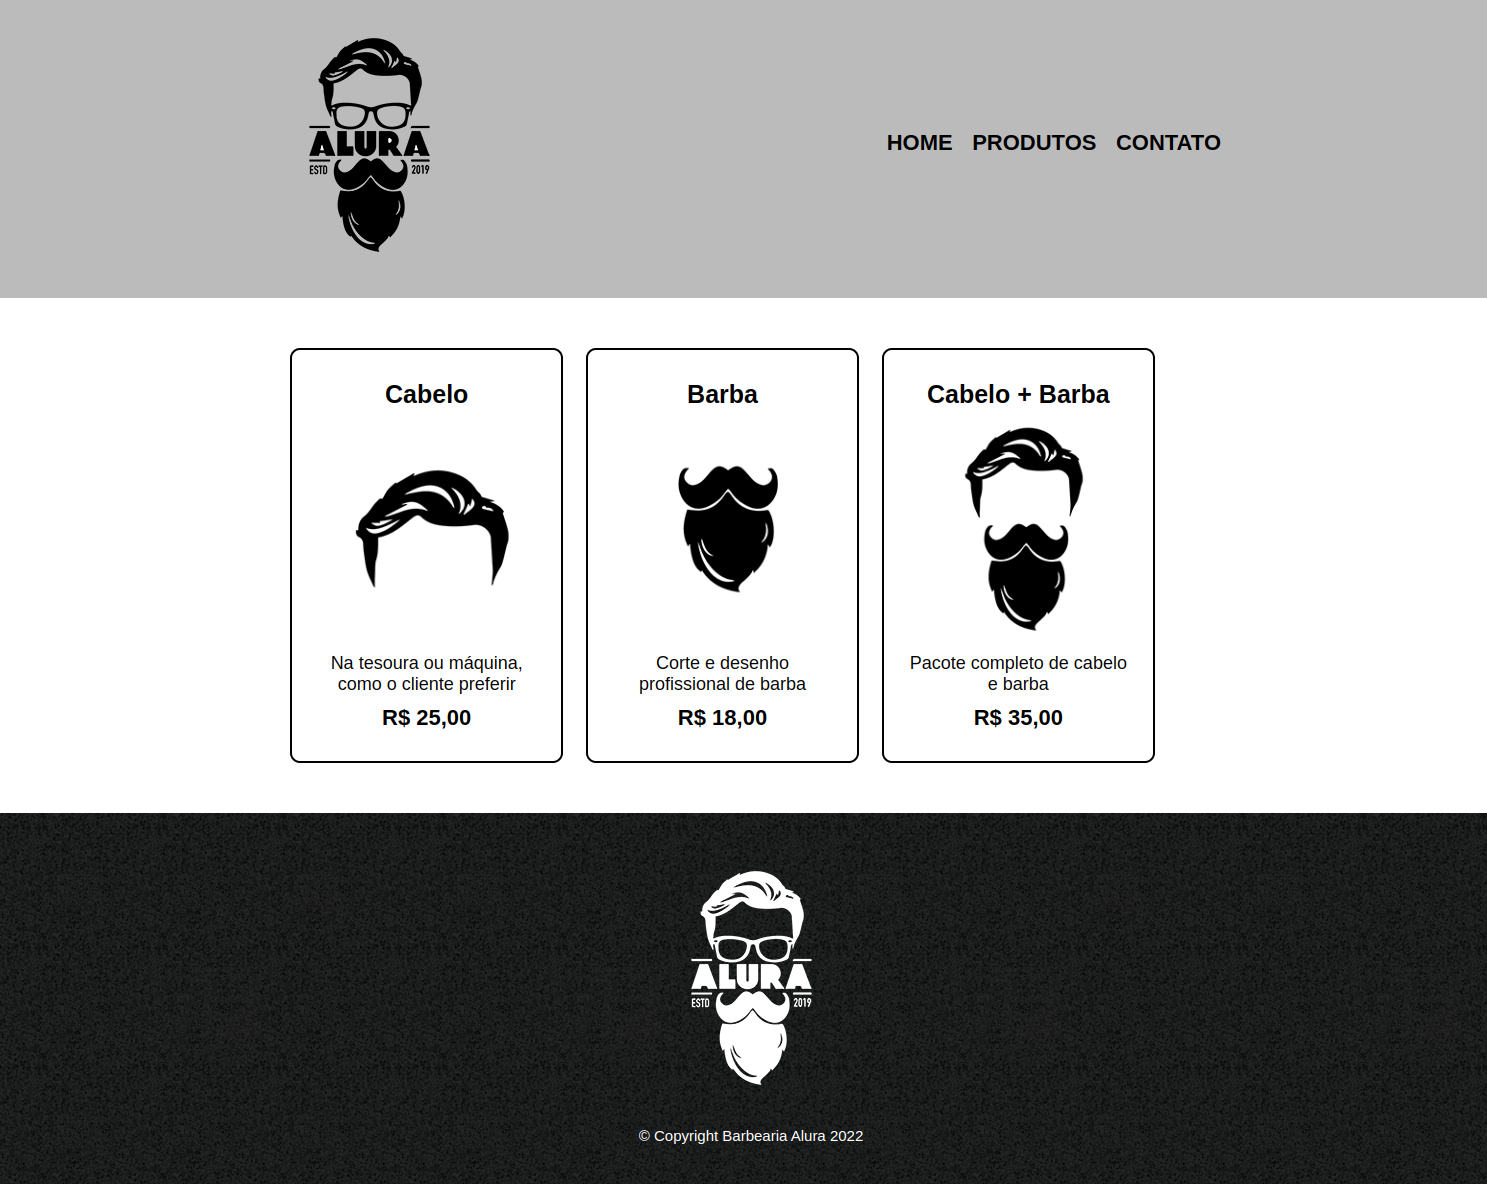 ALURA
ESTD 2019
HOME PRODUTOS CONTATO
Cabelo
Na tesoura ou máquina,
como o cliente preferir
R$ 25,00
Barba
Corte e desenho
profissional de barba
R$ 18,00
Cabelo + Barba
Pacote completo de cabelo
e barba
R$ 35,00
ALURA
ESTD 2019
© Copyright Barbearia Alura 2022